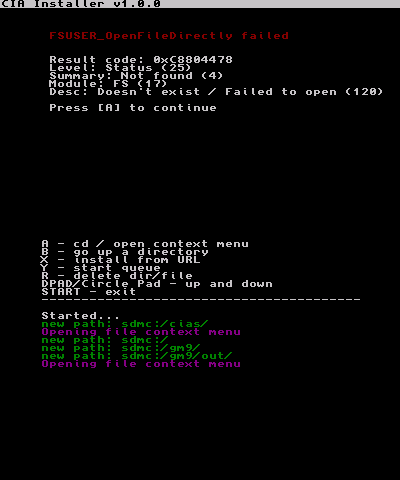 CIA Installer v1.0.0
FSUSER_OpenFileDirectly failed
Result code: 0xC8804478
Level: Status (25)
Summary: Not found (4)
Module: FS (17)
Desc: Doesn't exist / Failed to open (120)
Press [A] to continue
A - cd / open context menu
B - go up a directory
X - install from URL
Y - start queue
R - delete dir/file
DPAD/Circle Pad - up and down
START - exit
----------------------------------------
Started...
new path: sdmc:/cias/
Opening file context menu
new path: sdmc:/
new path: sdmc:/gm9/
new path: sdmc:/gm9/out/
Opening file context menu